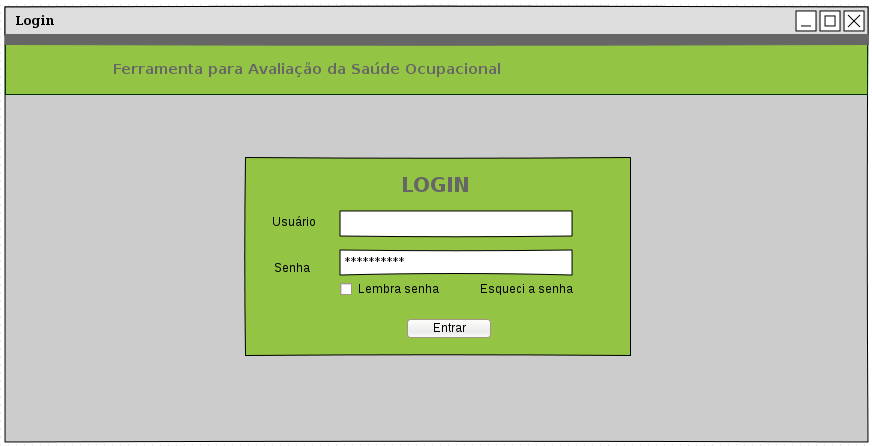 Login
Ferramenta para Avaliação da Saúde Ocupacional
LOGIN
Usuário
Senha
**********
Lembra senha Esqueci a senha
Entrar